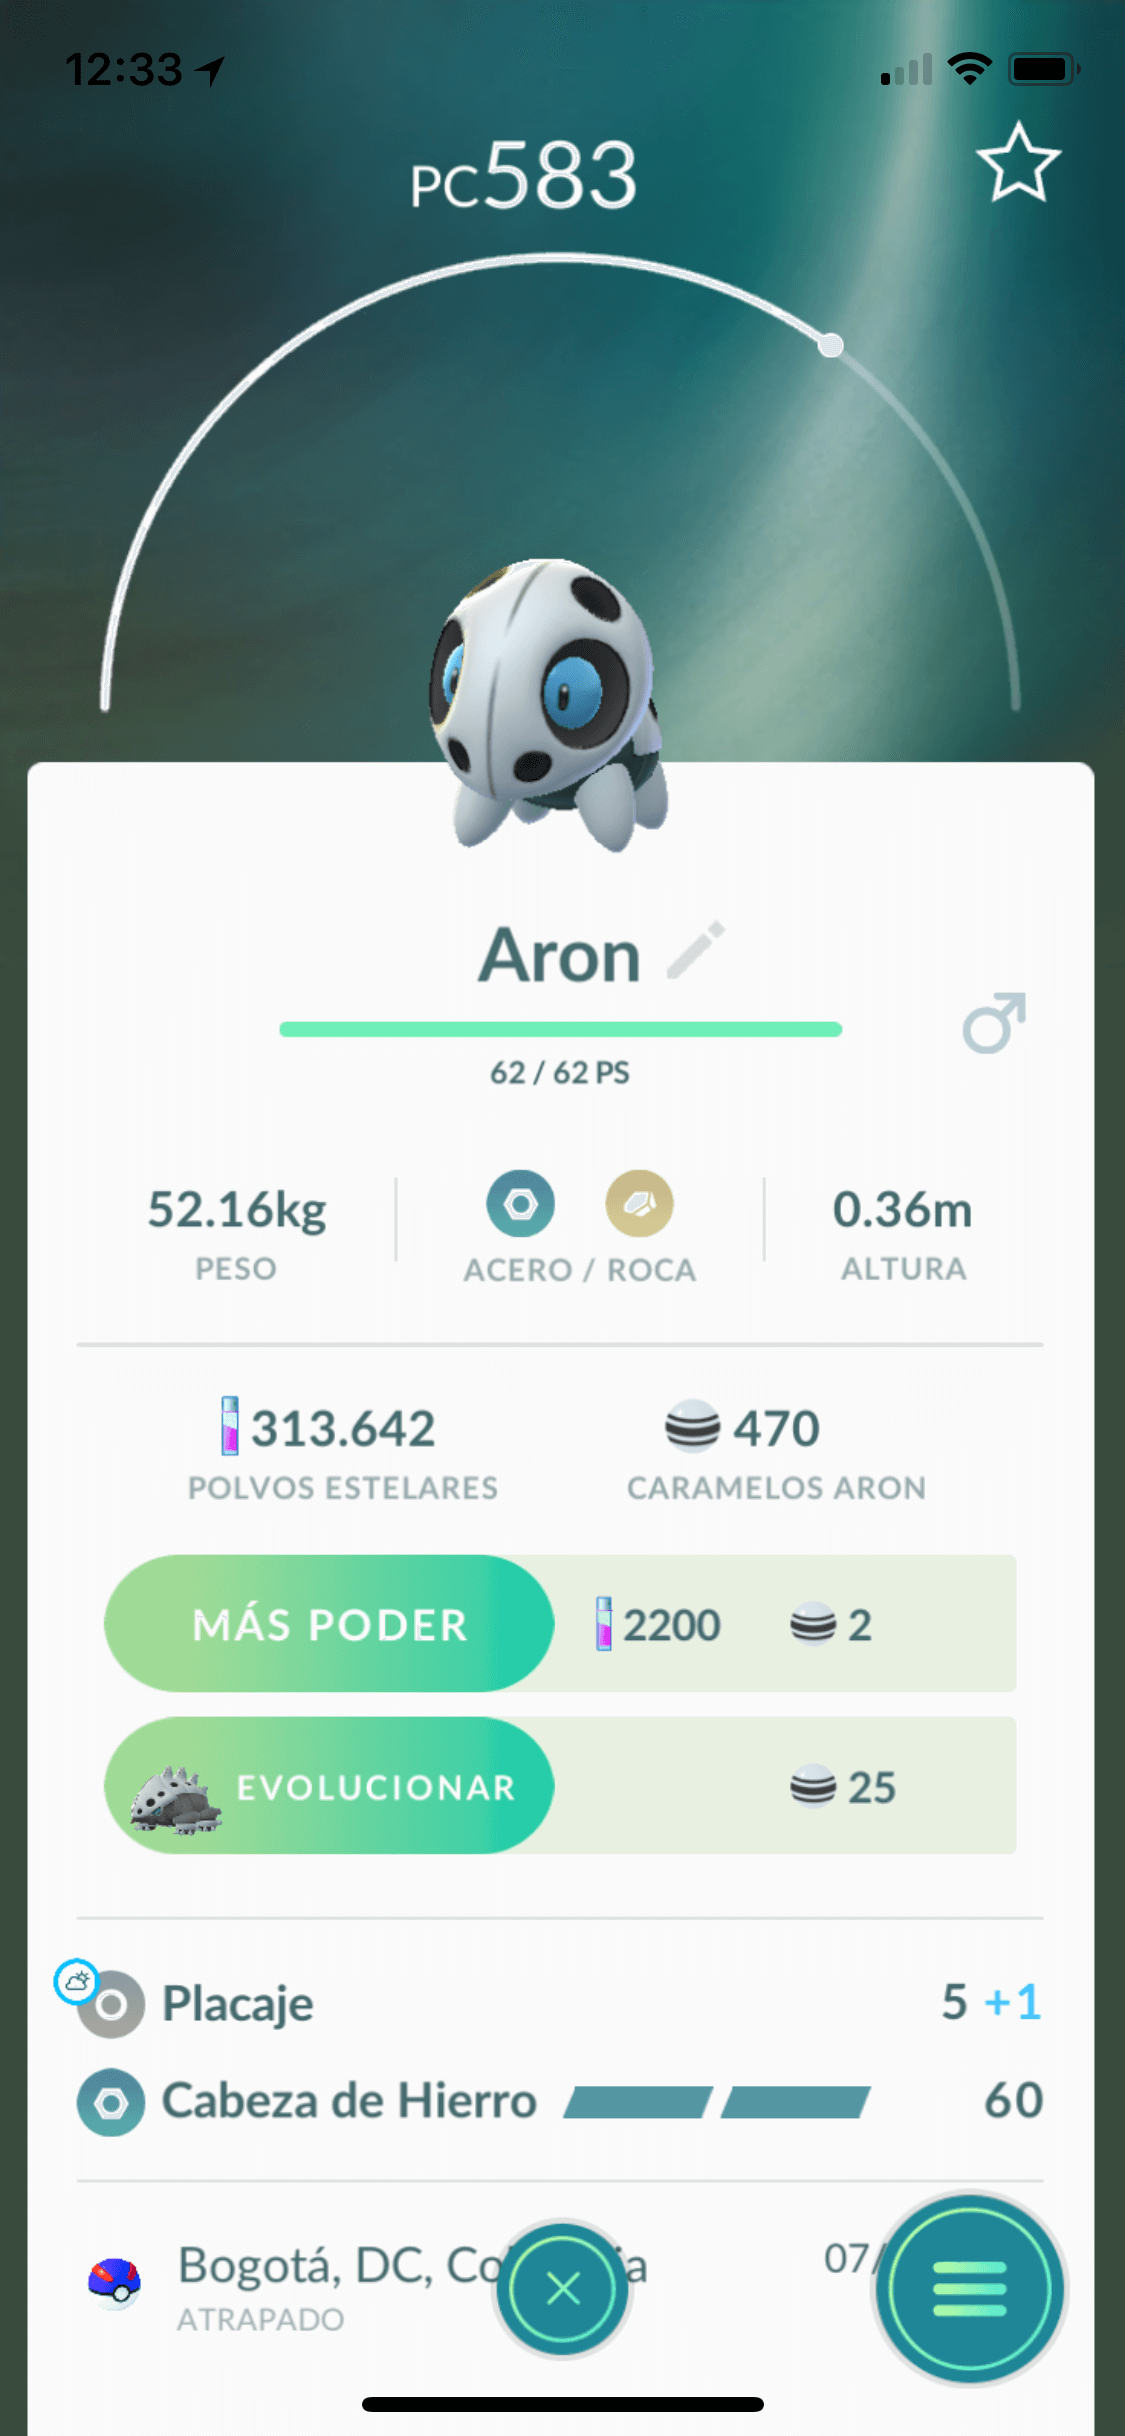 12:33
PC583
Aron
62 / 62 PS
52.16kg
PESO
ACERO / ROCA
0.36m
ALTURA
313.642
POLVOS ESTELARES
470
CARAMELOS ARON
MÁS PODER 2200 2
EVOLUCIONAR 25
Placaje 5 +1
Cabeza de Hierro 60
Bogotá, DC, 07/
ATRAPADO